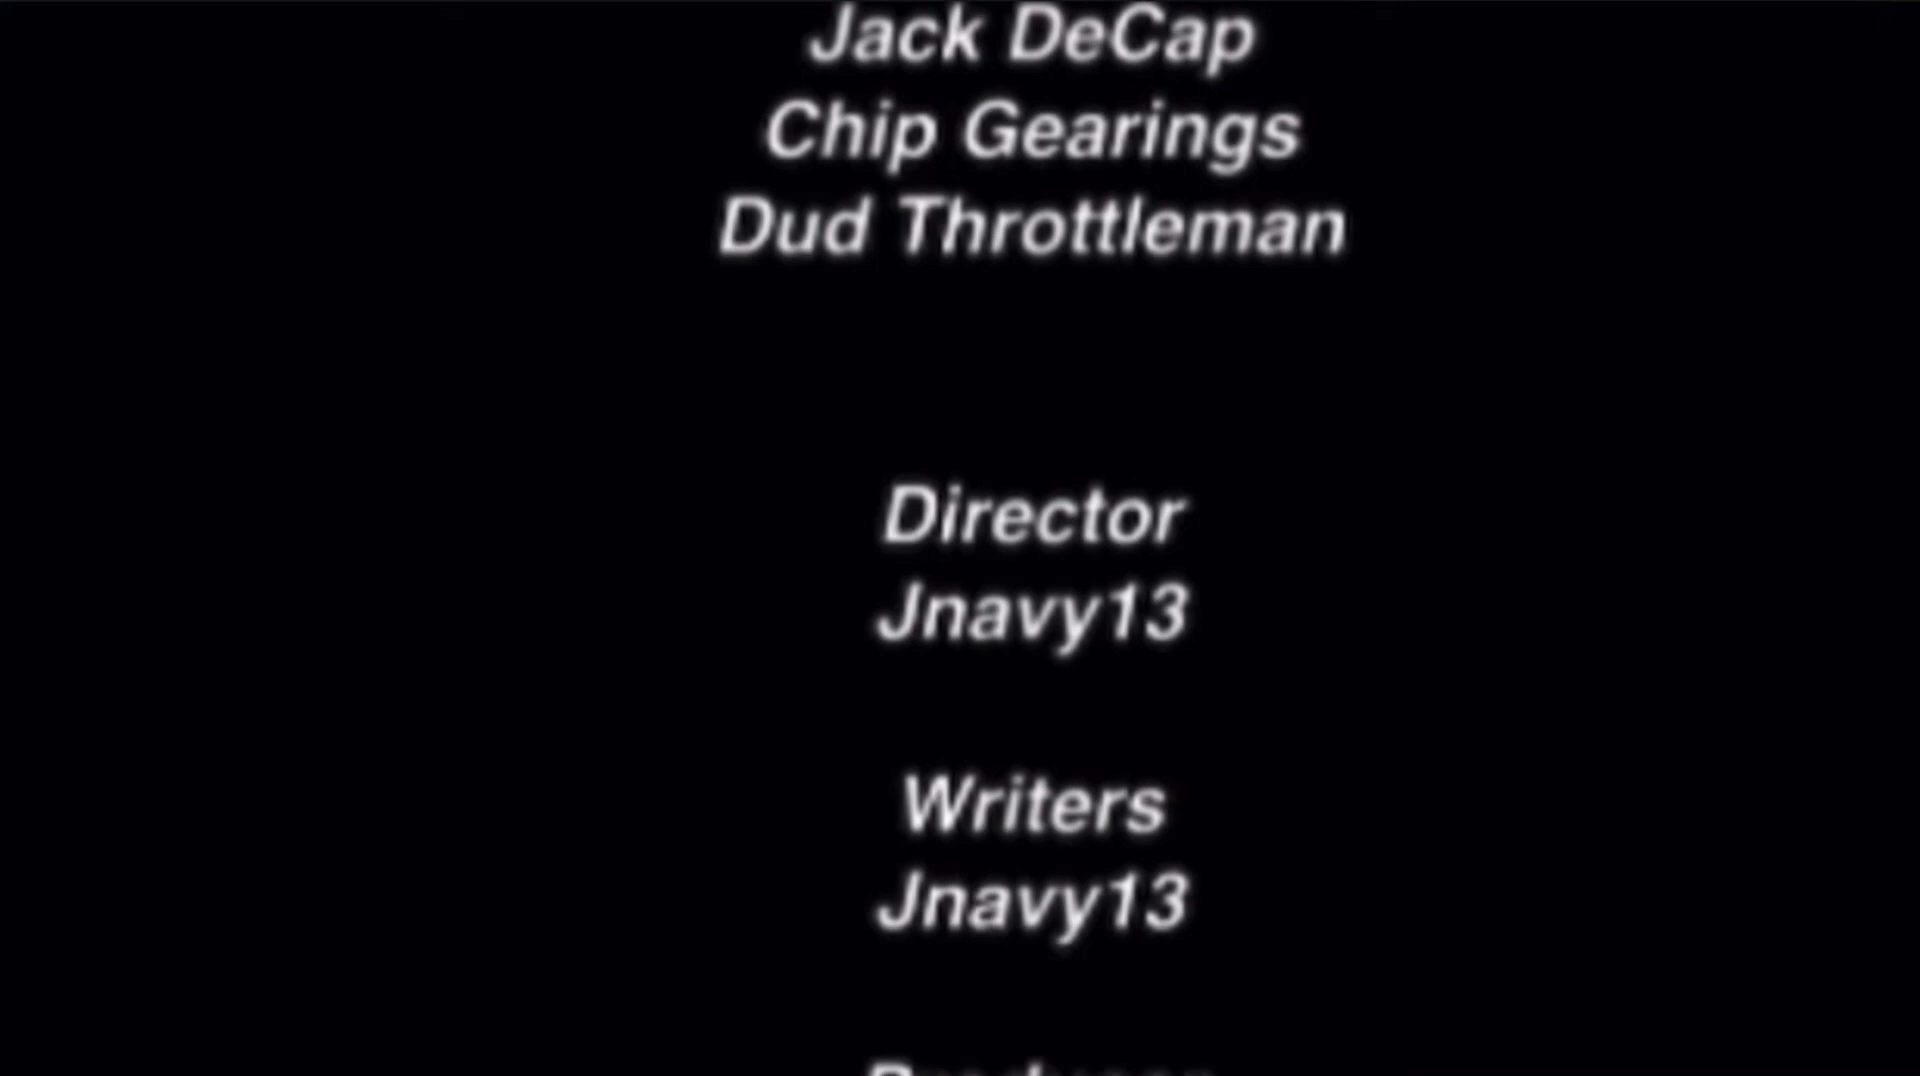 Jack DeCap
Chip Gearings
Dud Throttleman
Director
Jnavy13
Writers
Jnavy13